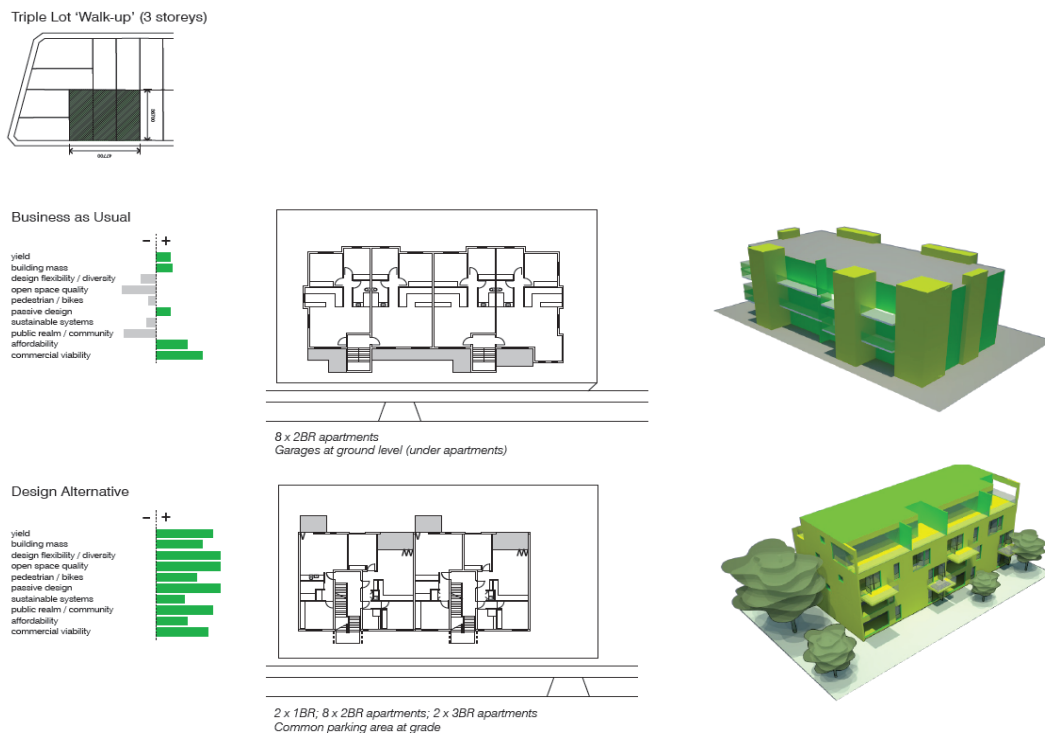 Triple Lot ‘Walk-up’ (3 storeys)
47700
Business as Usual
– +
yield
building mass
design flexibility / diversity
open space quality
pedestrian / bikes
passive design
sustainable systems
public realm / community
affordability
commercial viability
8 x 2BR apartments
Garages at ground level (under apartments)
Design Alternative
– +
yield
building mass
design flexibility / diversity
open space quality
pedestrian / bikes
passive design
sustainable systems
public realm / community
affordability
commercial viability
2 x 1BR; 8 x 2BR apartments; 2 x 3BR apartments
Common parking area at grade